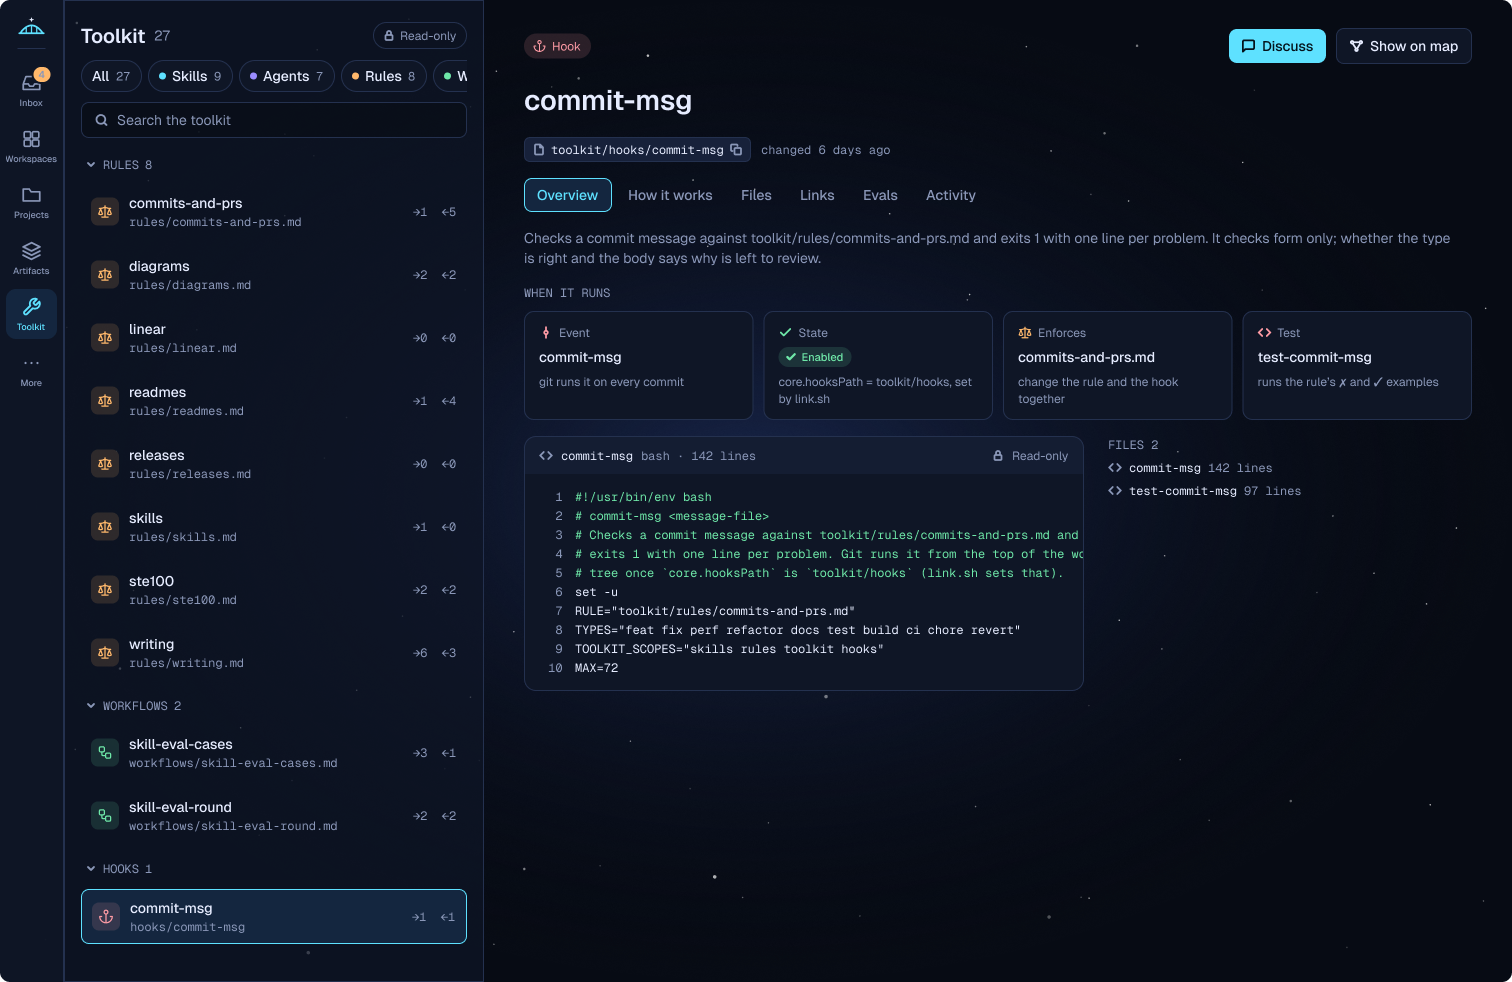 4
Inbox
Workspaces
Projects
Artifacts
Toolkit
More
Toolkit 27
Read-only
All 27
Skills 9
Agents 7
Rules 8
W
Search the toolkit
RULES 8
commits-and-prs
rules/commits-and-prs.md
→1 ←5
diagrams
rules/diagrams.md
→2 ←2
linear
rules/linear.md
→0 ←0
readmes
rules/readmes.md
→1 ←4
releases
rules/releases.md
→0 ←0
skills
rules/skills.md
→1 ←0
ste100
rules/ste100.md
→2 ←2
writing
rules/writing.md
→6 ←3
WORKFLOWS 2
skill-eval-cases
workflows/skill-eval-cases.md
→3 ←1
skill-eval-round
workflows/skill-eval-round.md
→2 ←2
HOOKS 1
commit-msg
hooks/commit-msg
→1 ←1
Hook
Discuss
Show on map
commit-msg
toolkit/hooks/commit-msg
changed 6 days ago
Overview
How it works
Files
Links
Evals
Activity
Checks a commit message against toolkit/rules/commits-and-prs.md and exits 1 with one line per problem. It checks form only; whether the type
is right and the body says why is left to review.
WHEN IT RUNS
Event
commit-msg
git runs it on every commit
State
Enabled
core.hooksPath = toolkit/hooks, set
by link.sh
Enforces
commits-and-prs.md
change the rule and the hook
together
Test
test-commit-msg
runs the rule's ✗ and ✓ examples
commit-msg bash · 142 lines
Read-only
1 #!/usr/bin/env bash
2 # commit-msg <message-file>
3 # Checks a commit message against toolkit/rules/commits-and-prs.md and
4 # exits 1 with one line per problem. Git runs it from the top of the wo
5 # tree once `core.hooksPath` is `toolkit/hooks` (link.sh sets that).
6 set -u
7 RULE="toolkit/rules/commits-and-prs.md"
8 TYPES="feat fix perf refactor docs test build ci chore revert"
9 TOOLKIT_SCOPES="skills rules toolkit hooks"
10 MAX=72
FILES 2
commit-msg 142 lines
test-commit-msg 97 lines